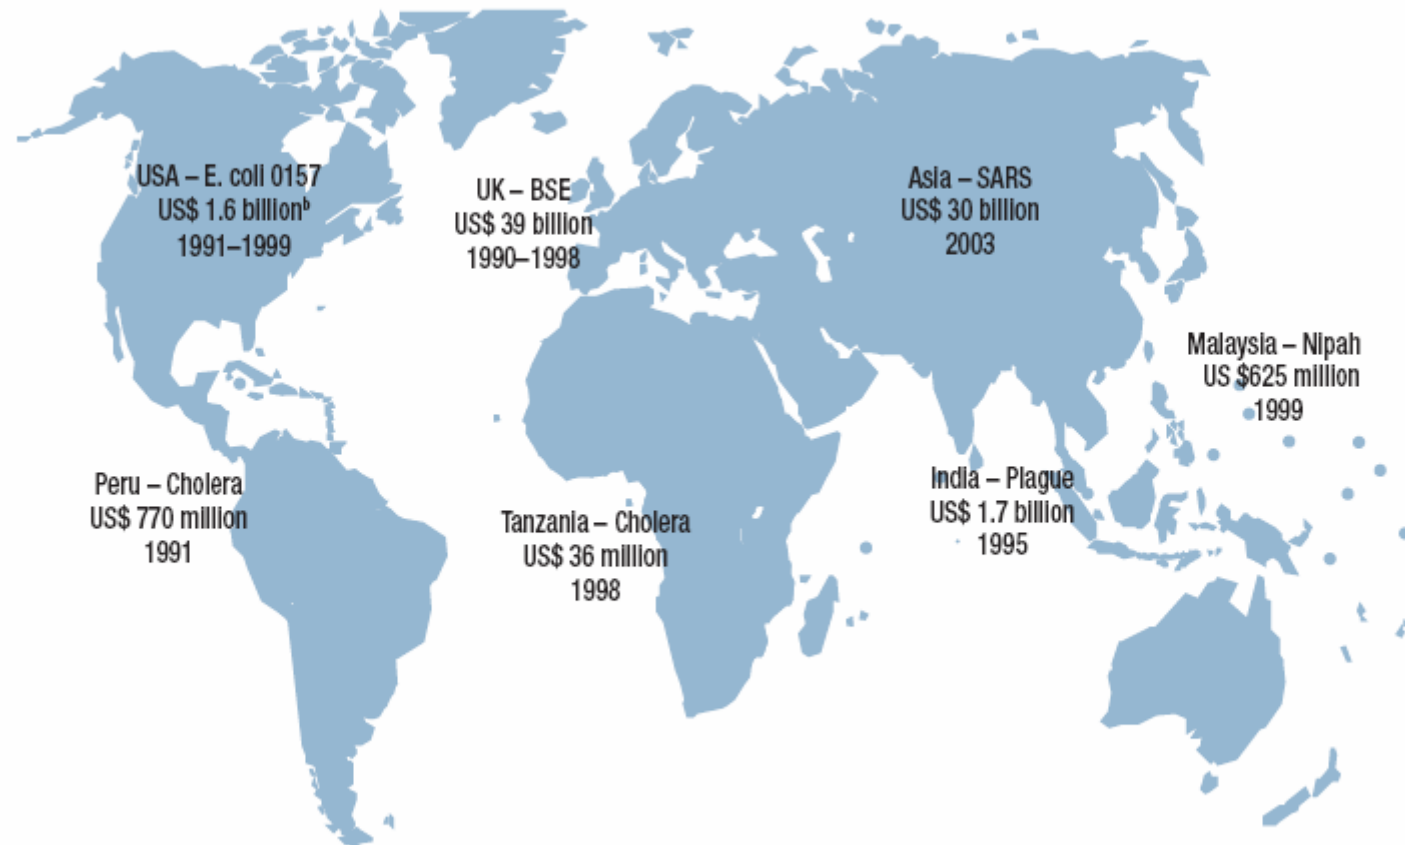 USA – E. coli 0157
US$ 1.6 billionᵇ
1991–1999
UK – BSE
US$ 39 billion
1990–1998
Asia – SARS
US$ 30 billion
2003
Malaysia – Nipah
US $625 million
1999
Peru – Cholera
US$ 770 million
1991
Tanzania – Cholera
US$ 36 million
1998
India – Plague
US$ 1.7 billion
1995